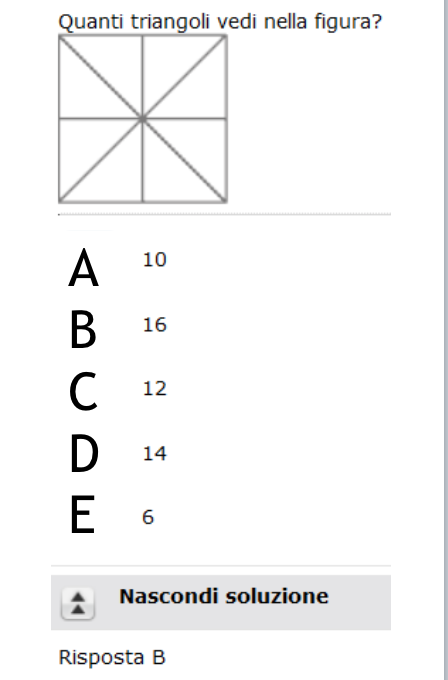 Quanti triangoli vedi nella figura?
A 10
B 16
C 12
D 14
E 6
Nascondi soluzione
Risposta B